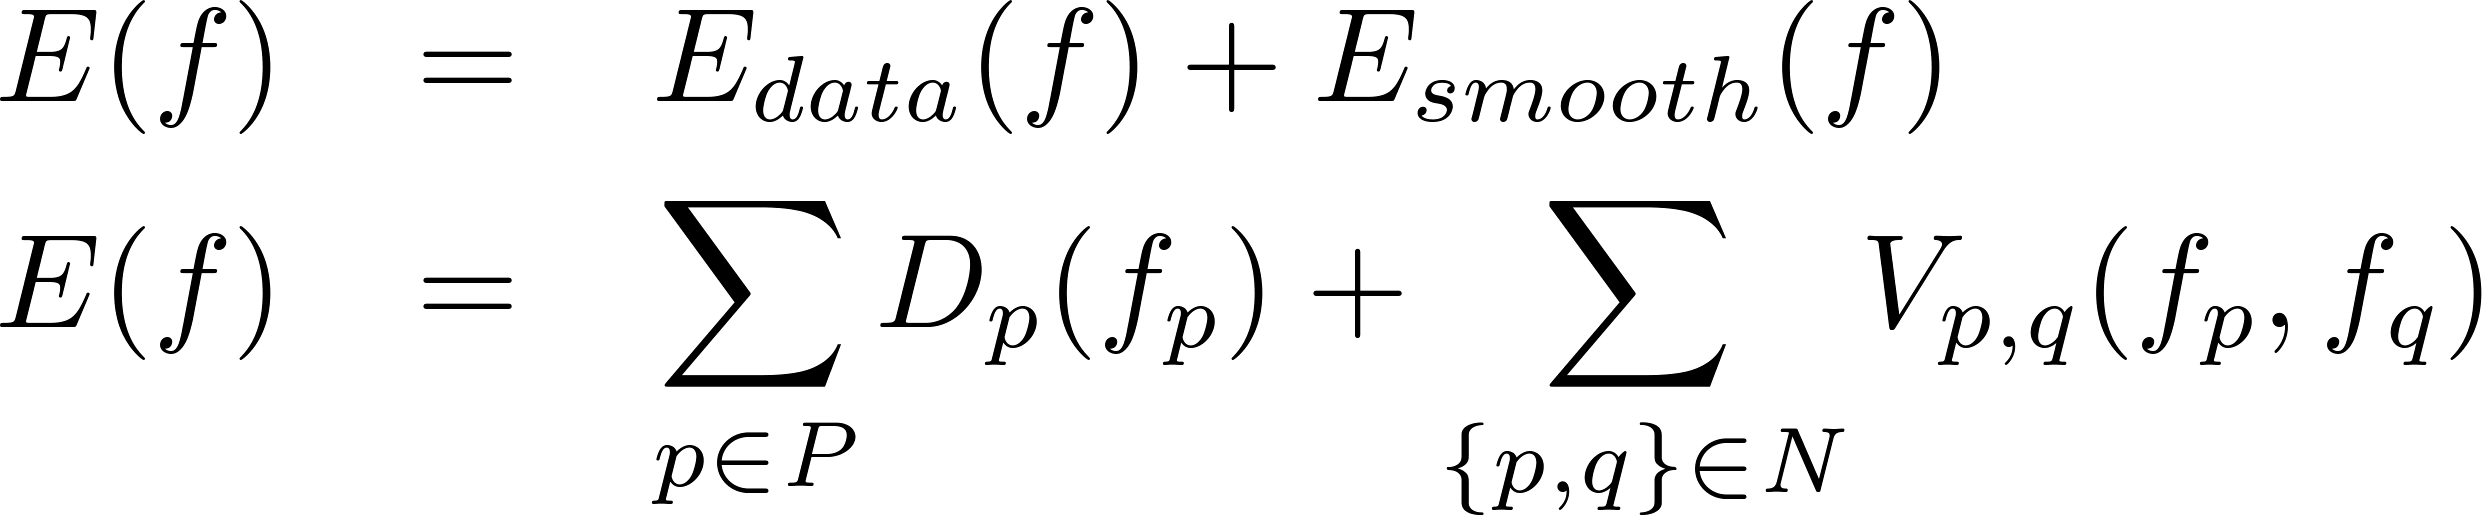 E(f) = E_{data}(f) + E_{smooth}(f)
E(f) = \sum_{p \in P} D_p(f_p) + \sum_{\{p,q\} \in N} V_{p,q}(f_p, f_q)